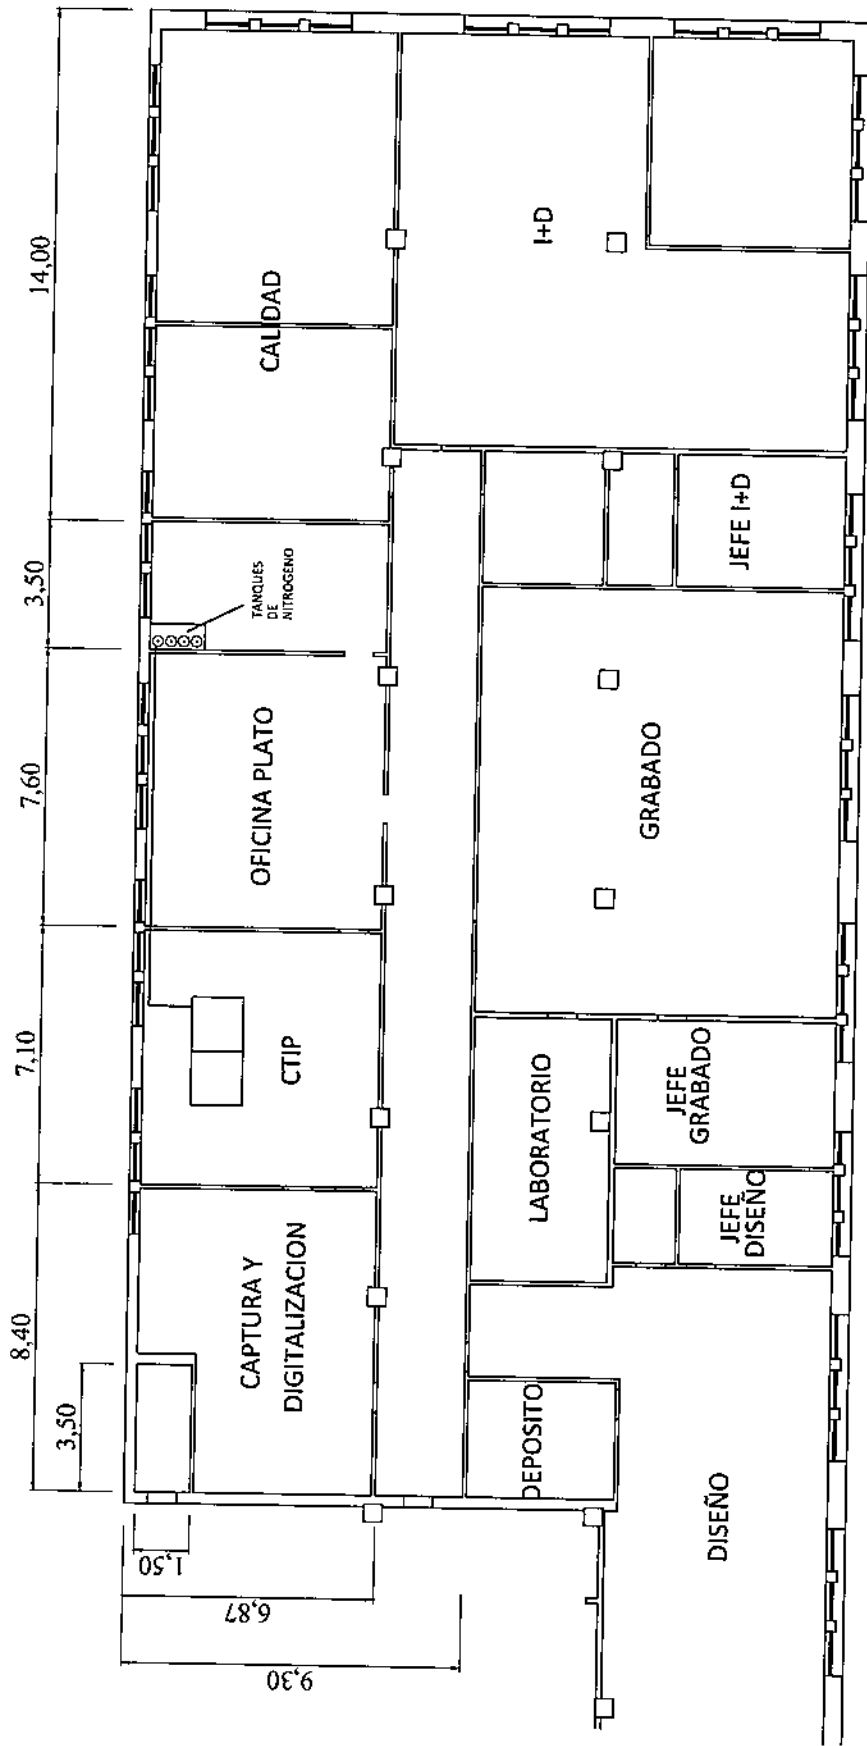 14,00
3,50
7,60
7,10
8,40
3,50
1,50
6,87
9,30
CALIDAD
I+D
TANQUES
DE
NITROGENO
JEFE I+D
OFICINA PLATO
GRABADO
CTIP
LABORATORIO
JEFE
GRABADO
JEFE
DISEÑO
CAPTURA Y
DIGITALIZACION
DEPOSITO
DISEÑO